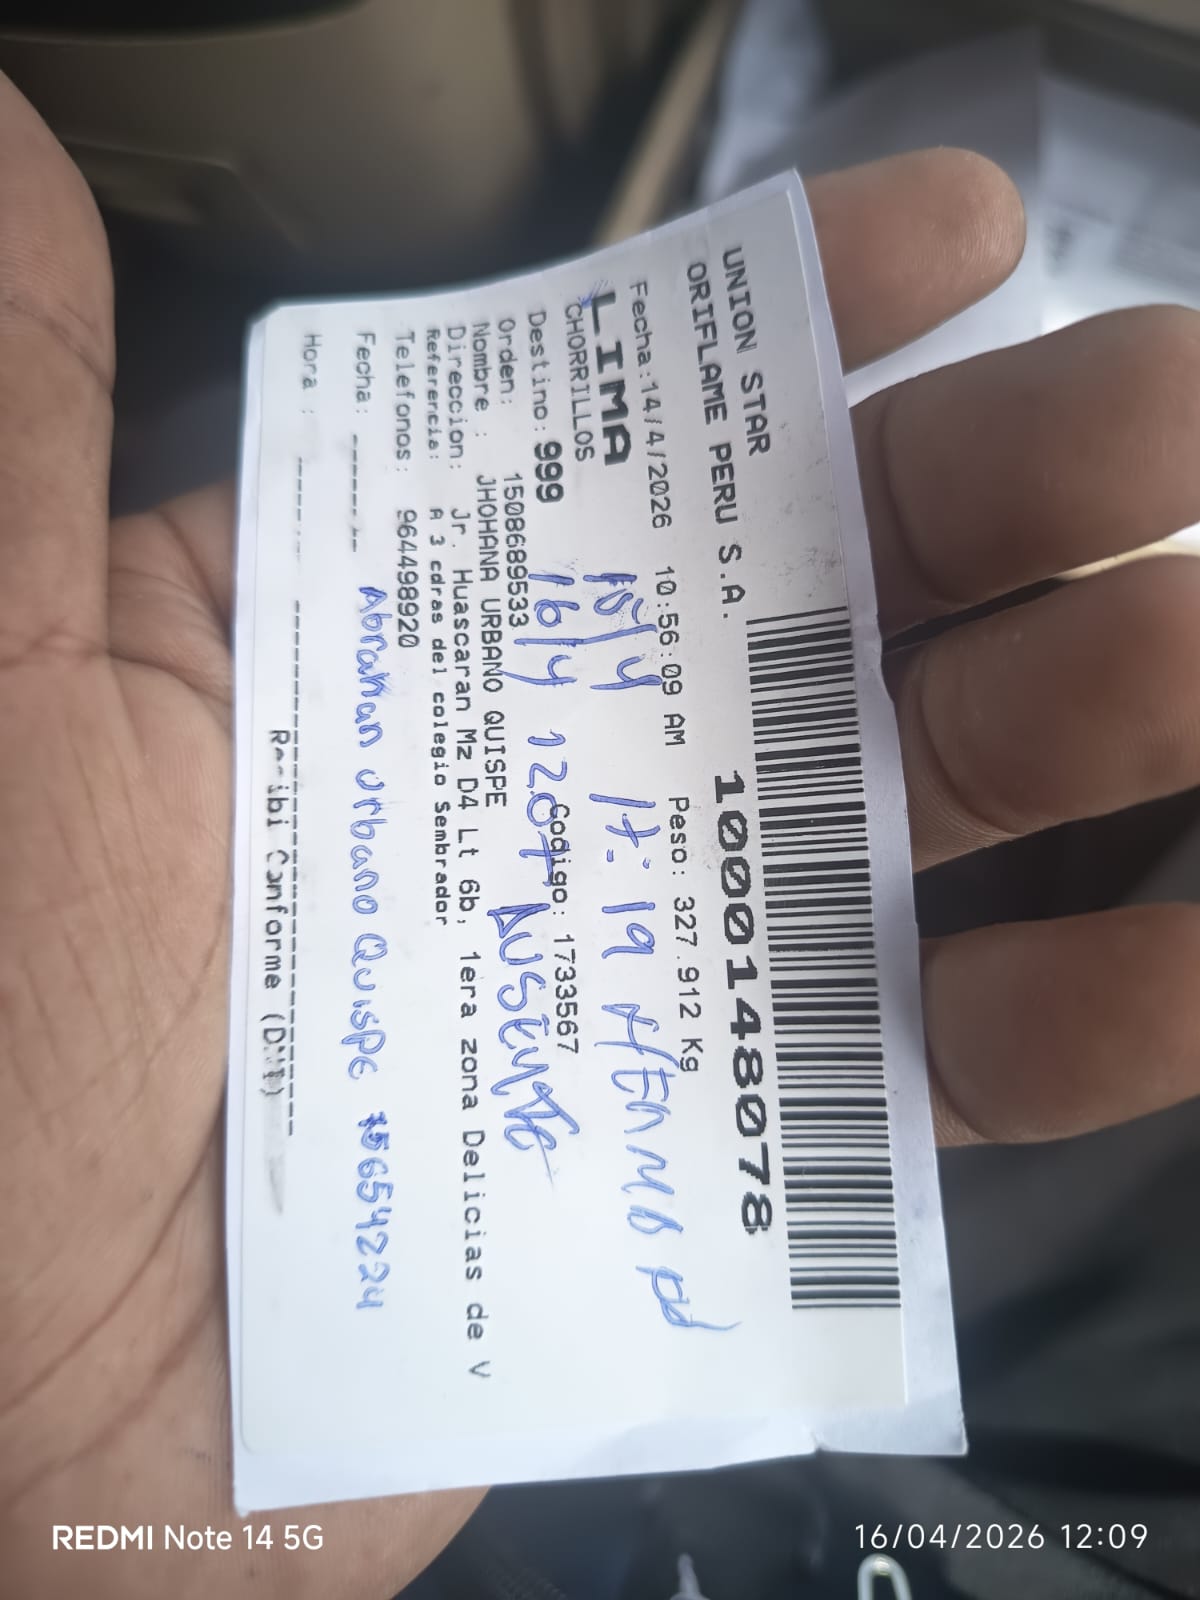 UNION STAR
ORIFLAME PERU S.A.
1000148078
Fecha:14/4/2026 10:56:09 AM Peso: 327.912 Kg
LIMA
15/4 17:19
CHORRILLOS
Destino: 999 Codigo: 1733567
16/4 1207 AUSENTE
Orden: 1508689533
Nombre : JHOHANA URBANO QUISPE
Direccion: Jr. Huascaran Mz D4 Lt 6b, 1era zona Delicias de V
Referencia: A 3 cdras del colegio Sembrador
Telefonos: 964498920
Fecha: Abraham Urbano Quispe
Hora :
Recibi Conforme (DNI)
REDMI Note 14 5G
16/04/2026 12:09